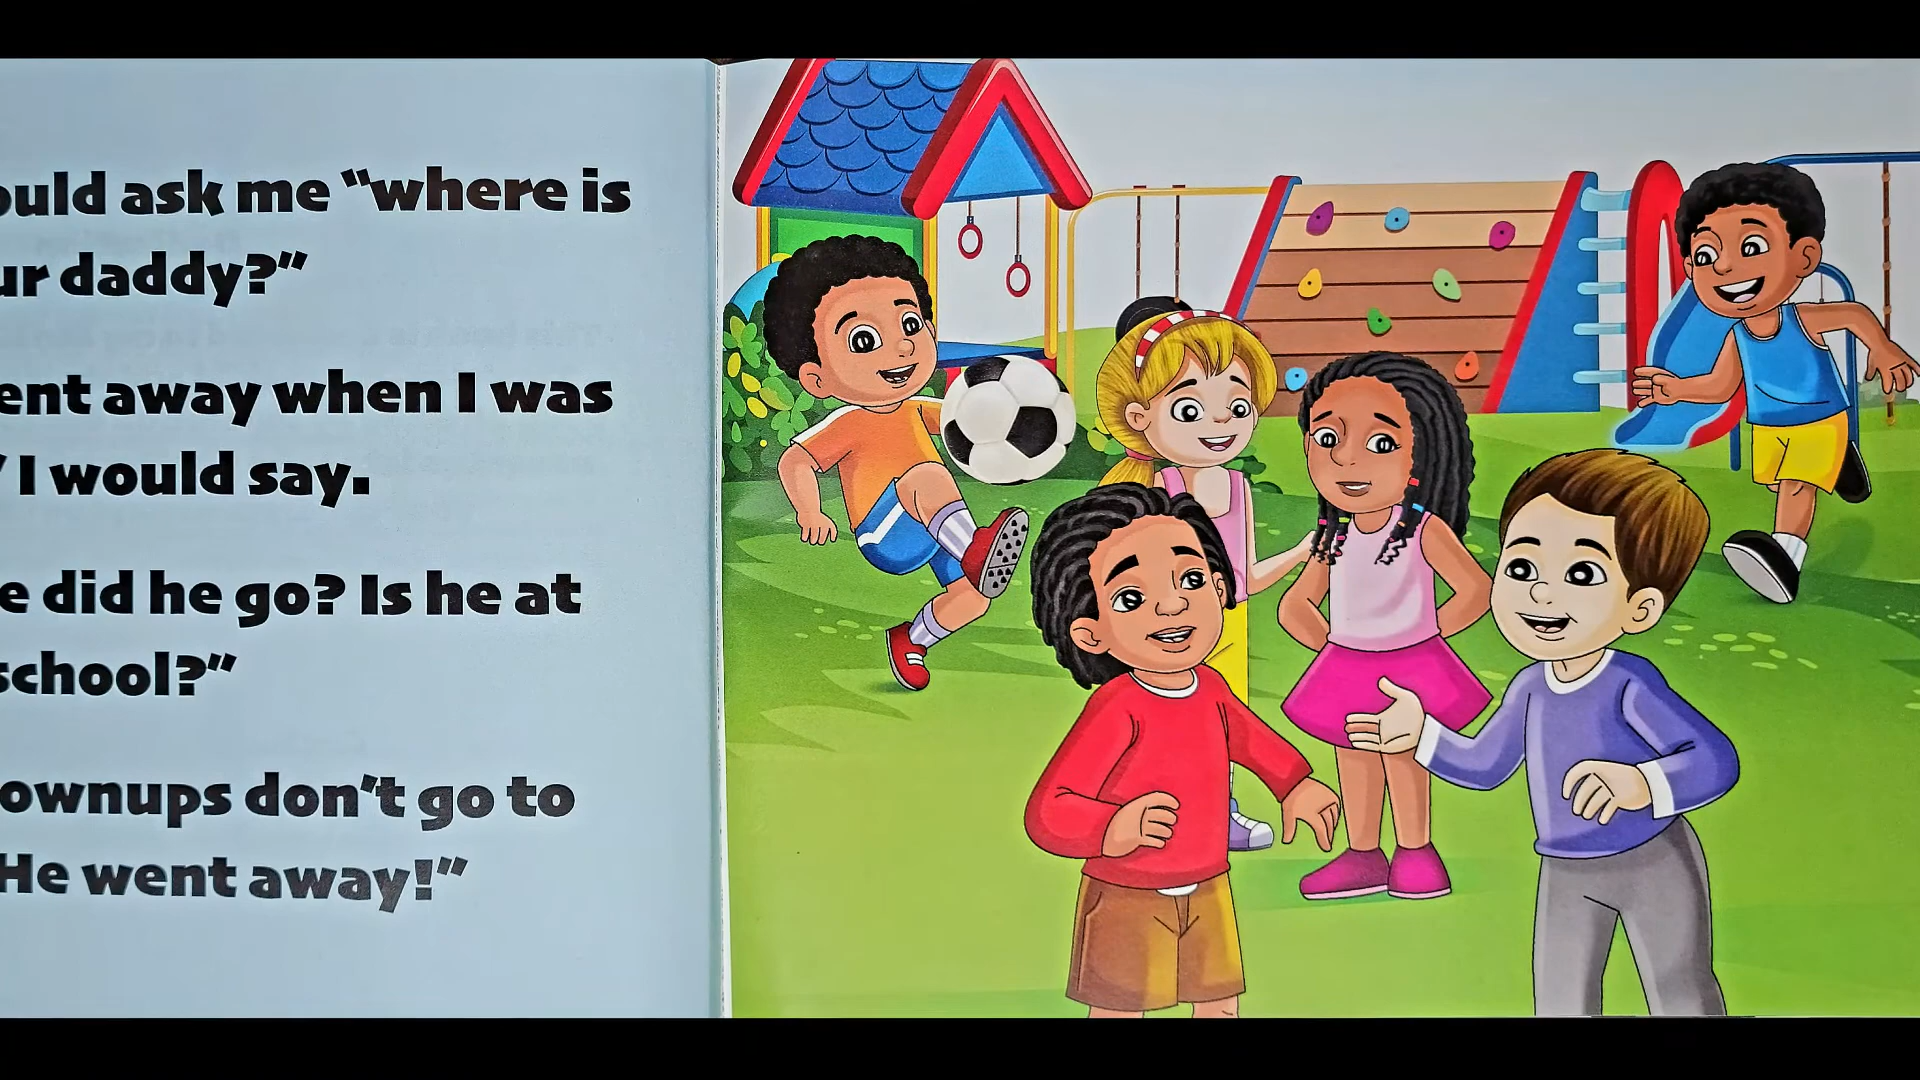 ould ask me “where is
ur daddy?”
ent away when I was
” I would say.
e did he go? Is he at
school?”
ownups don’t go to
He went away!”